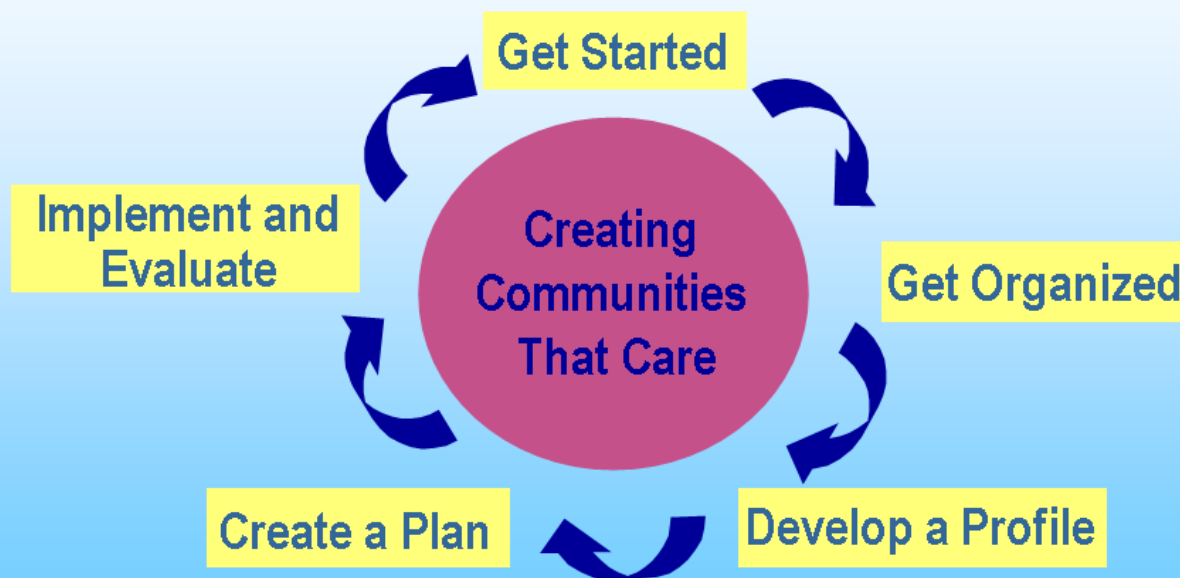 Get Started
Implement and
Evaluate
Creating
Communities
That Care
Get Organized
Create a Plan
Develop a Profile